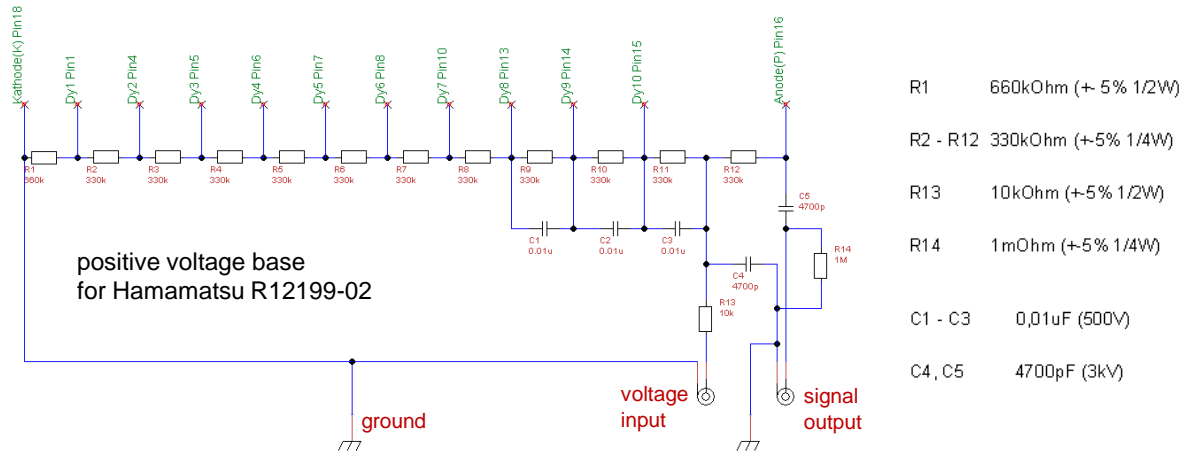 Kathode(K) Pin18
Dy1 Pin1
Dy2 Pin4
Dy3 Pin5
Dy4 Pin6
Dy5 Pin7
Dy6 Pin8
Dy7 Pin10
Dy8 Pin13
Dy9 Pin14
Dy10 Pin15
Anode(P) Pin16
R1
660k
R2
330k
R3
330k
R4
330k
R5
330k
R6
330k
R7
330k
R8
330k
R9
330k
R10
330k
R11
330k
R12
330k
C1
0.01u
C2
0.01u
C3
0.01u
C5
4700p
R14
1M
C4
4700p
R13
10k
positive voltage base
for Hamamatsu R12199-02
ground
voltage
input
signal
output
R1 660kOhm (+- 5% 1/2W)
R2 - R12 330kOhm (+-5% 1/4W)
R13 10kOhm (+-5% 1/2W)
R14 1mOhm (+-5% 1/4W)
C1 - C3 0,01uF (500V)
C4, C5 4700pF (3kV)